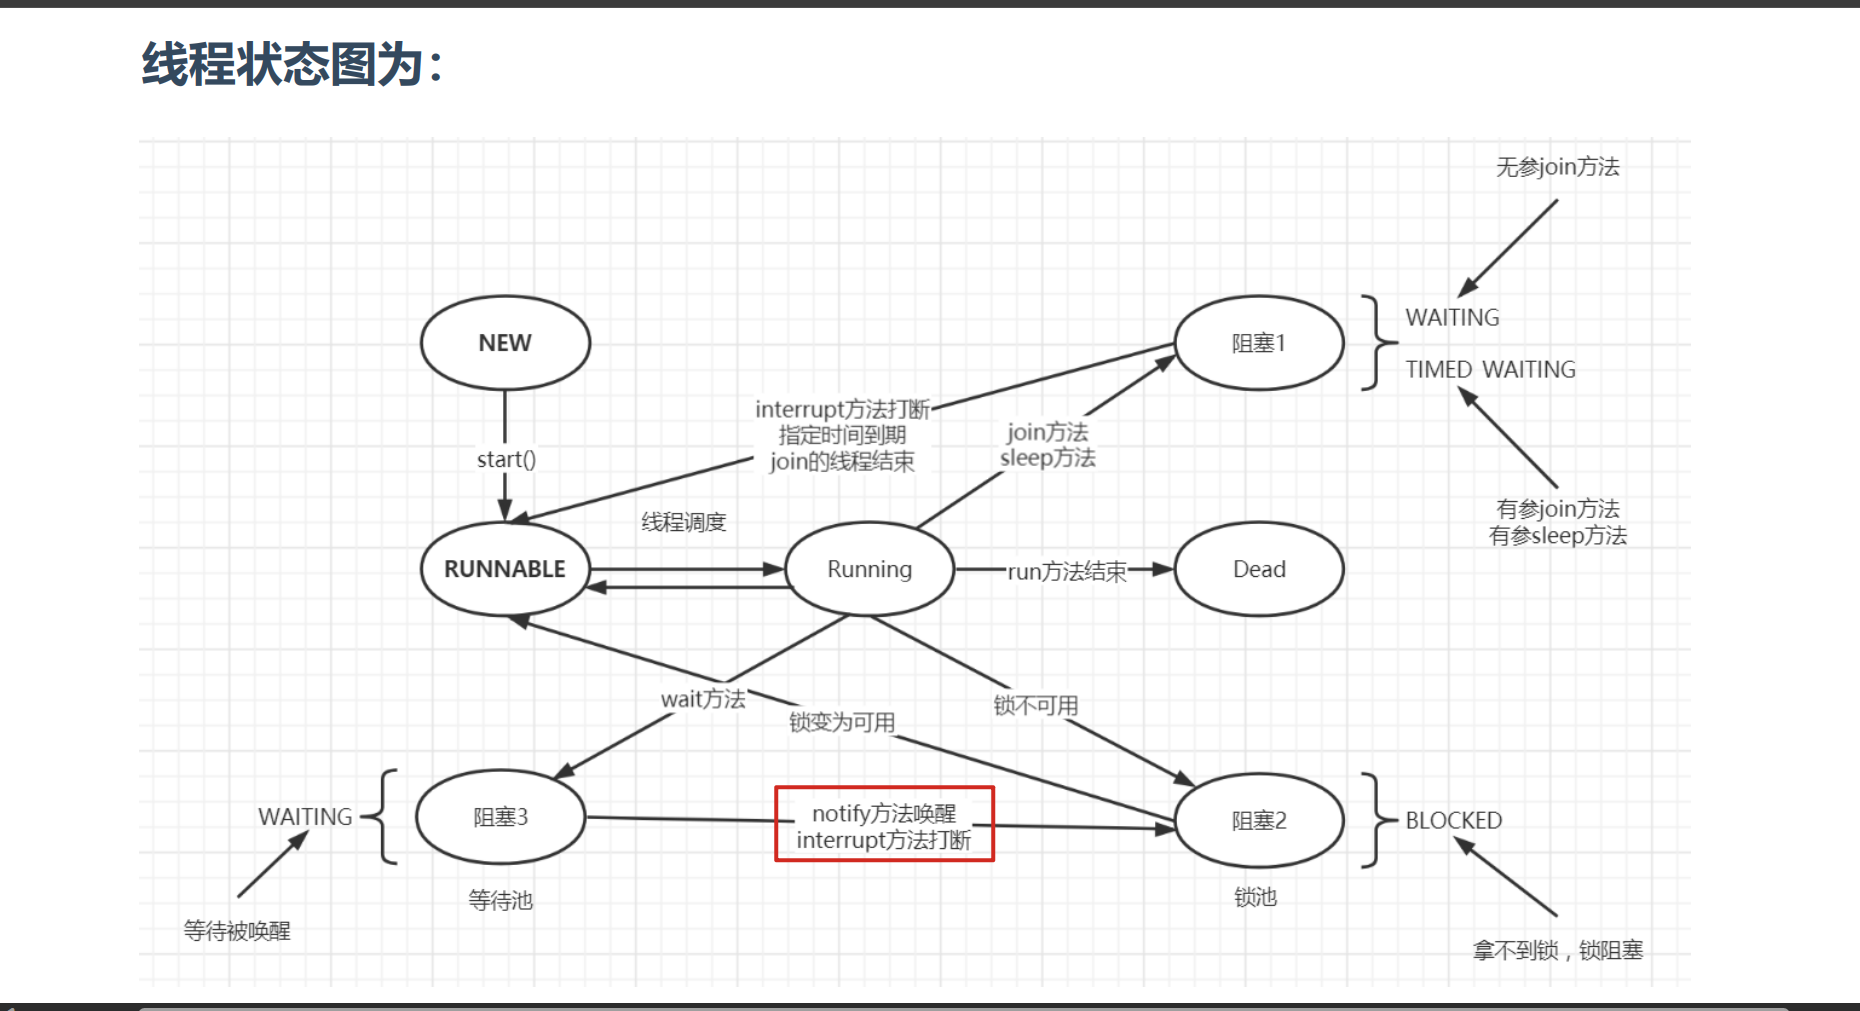 线程状态图为：
无参join方法
NEW
阻塞1
WAITING
TIMED WAITING
interrupt方法打断
指定时间到期
join的线程结束
join方法
sleep方法
start()
有参join方法
有参sleep方法
线程调度
RUNNABLE
Running
run方法结束
Dead
wait方法
锁变为可用
锁不可用
WAITING
阻塞3
notify方法唤醒
interrupt方法打断
阻塞2
BLOCKED
等待池
锁池
等待被唤醒
拿不到锁，锁阻塞